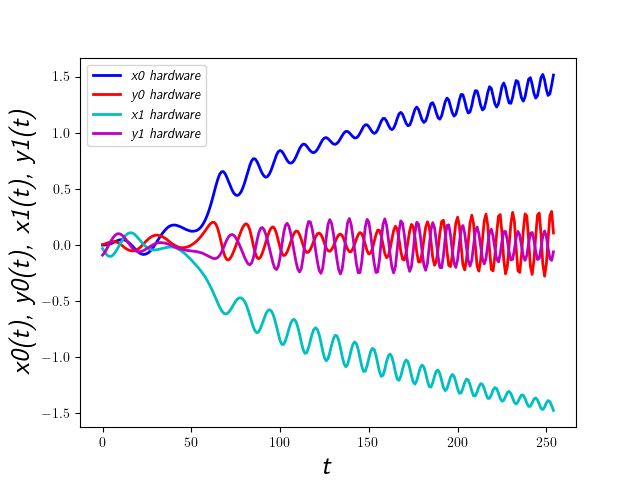 x0 hardware
y0 hardware
x1 hardware
y1 hardware
x0(t), y0(t), x1(t), y1(t)
1.5
1.0
0.5
0.0
−0.5
−1.0
−1.5
0 50 100 150 200 250
t